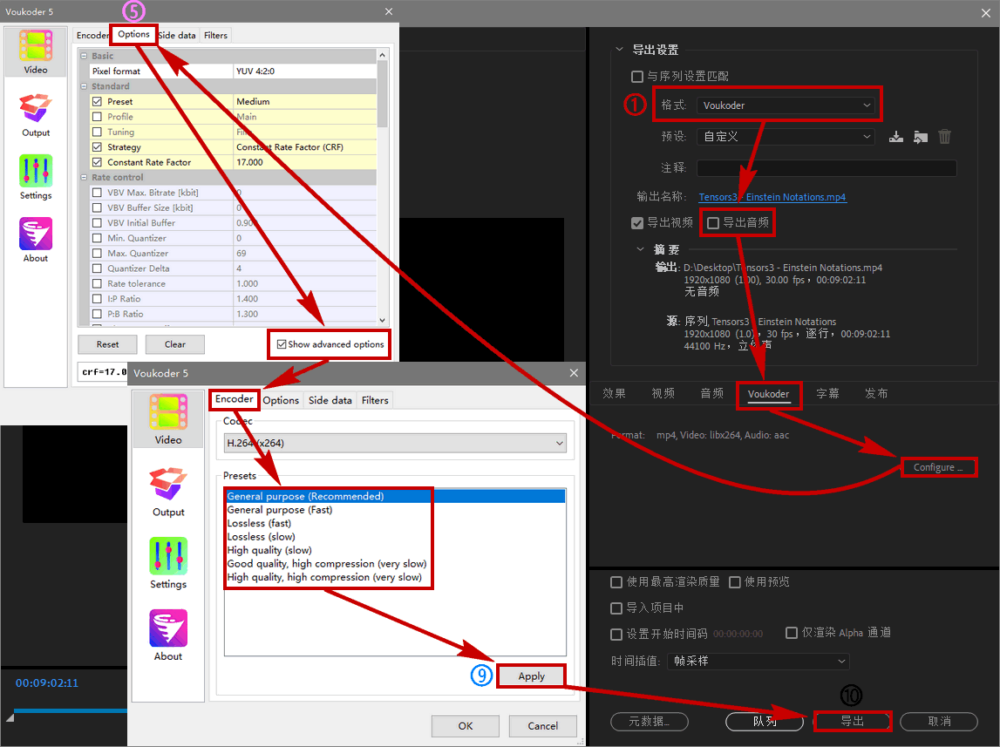 Voukoder 5
⑤
Encoder
Options
Side data
Filters
Video
Output
Settings
About
Basic
Pixel format
YUV 4:2:0
Standard
Preset
Medium
Profile
Main
Tuning
Strategy
Constant Rate Factor (CRF)
Constant Rate Factor
17.000
Rate control
VBV Max. Bitrate [kbit]
0
VBV Buffer Size [kbit]
0
VBV Initial Buffer
0.900
Min. Quantizer
0
Max. Quantizer
69
Quantizer Delta
4
Rate tolerance
1.000
I:P Ratio
1.400
P:B Ratio
1.300
Reset
Clear
Show advanced options
crf=17.0
Voukoder 5
Encoder
Options
Side data
Filters
Video
Output
Settings
About
Codec
H.264 (x264)
Presets
General purpose (Recommended)
General purpose (Fast)
Lossless (fast)
Lossless (slow)
High quality (slow)
Good quality, high compression (very slow)
High quality, high compression (very slow)
⑨
Apply
OK
Cancel
00:09:02:11
导出设置
与序列设置匹配
①
格式:
Voukoder
预设:
自定义
注释:
输出名称:
Tensors3 - Einstein Notations.mp4
导出视频
导出音频
摘要
输出:
D:\Desktop\Tensors3 - Einstein Notations.mp4
1920x1080 (1.00), 30.00 fps，00:09:02:11
无音频
源:
序列, Tensors3 - Einstein Notations
1920x1080 (1.0)，30 fps，逐行，00:09:02:11
44100 Hz，立体声
效果
视频
音频
Voukoder
字幕
发布
Format:
mp4, Video: libx264, Audio: aac
Configure ...
使用最高渲染质量
使用预览
导入项目中
设置开始时间码
00:00:00:00
仅渲染 Alpha 通道
时间插值:
帧采样
⑩
元数据...
队列
导出
取消